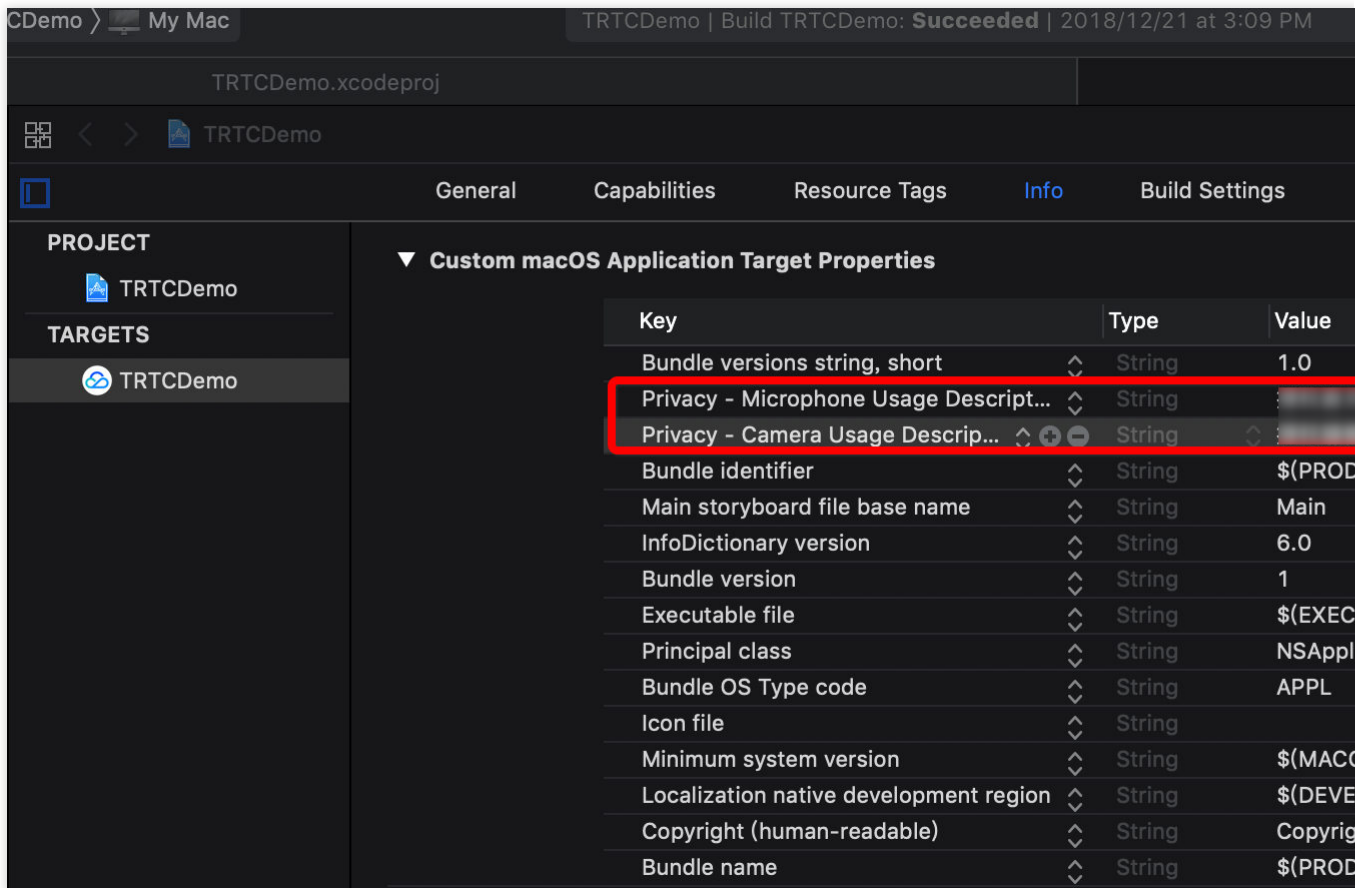 CDemo 〉 My Mac TRTCDemo | Build TRTCDemo: Succeeded | 2018/12/21 at 3:09 PM
TRTCDemo.xcodeproj
TRTCDemo
General Capabilities Resource Tags Info Build Settings
PROJECT
TRTCDemo
TARGETS
TRTCDemo
Custom macOS Application Target Properties
Key Type Value
Bundle versions string, short String 1.0
Privacy - Microphone Usage Descript... String
Privacy - Camera Usage Descrip... String
Bundle identifier String $(PROD
Main storyboard file base name String Main
InfoDictionary version String 6.0
Bundle version String 1
Executable file String $(EXEC
Principal class String NSAppl
Bundle OS Type code String APPL
Icon file String
Minimum system version String $(MACO
Localization native development region String $(DEVE
Copyright (human-readable) String Copyrig
Bundle name String $(PROD